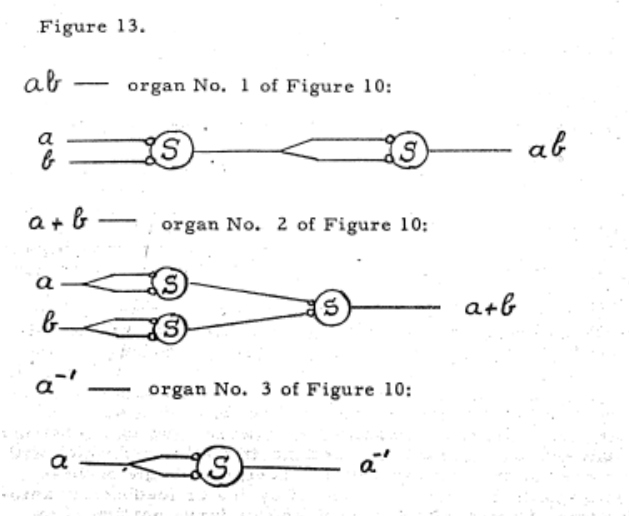 Figure 13.
ab — organ No. 1 of Figure 10:
a
b
S
S
ab
a + b — organ No. 2 of Figure 10:
a
S
b
S
S
a+b
a⁻¹ — organ No. 3 of Figure 10:
a
S
a⁻¹